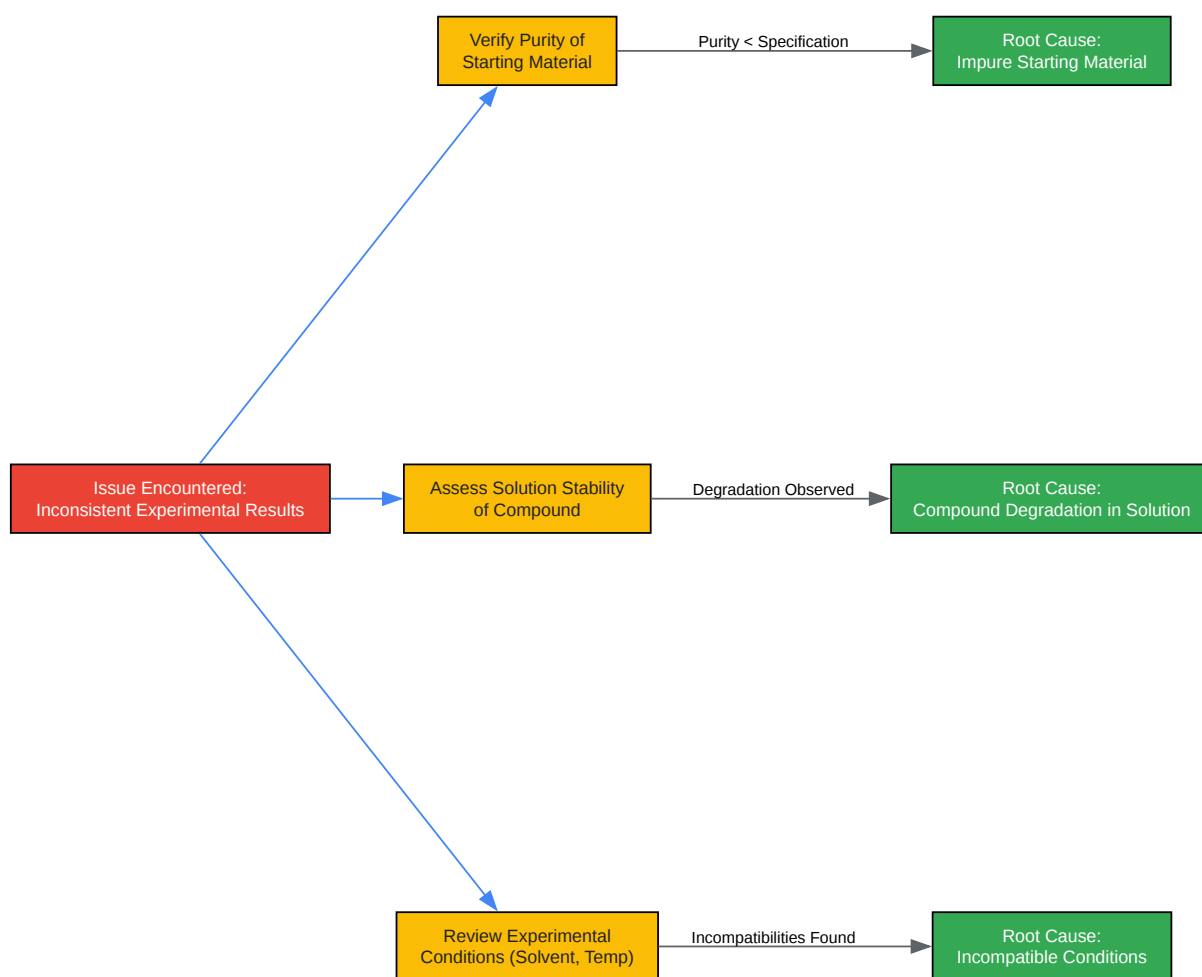 Verify Purity of
Starting Material
Purity < Specification
Root Cause:
Impure Starting Material
Issue Encountered:
Inconsistent Experimental Results
Assess Solution Stability
of Compound
Degradation Observed
Root Cause:
Compound Degradation in Solution
Review Experimental
Conditions (Solvent, Temp)
Incompatibilities Found
Root Cause:
Incompatible Conditions